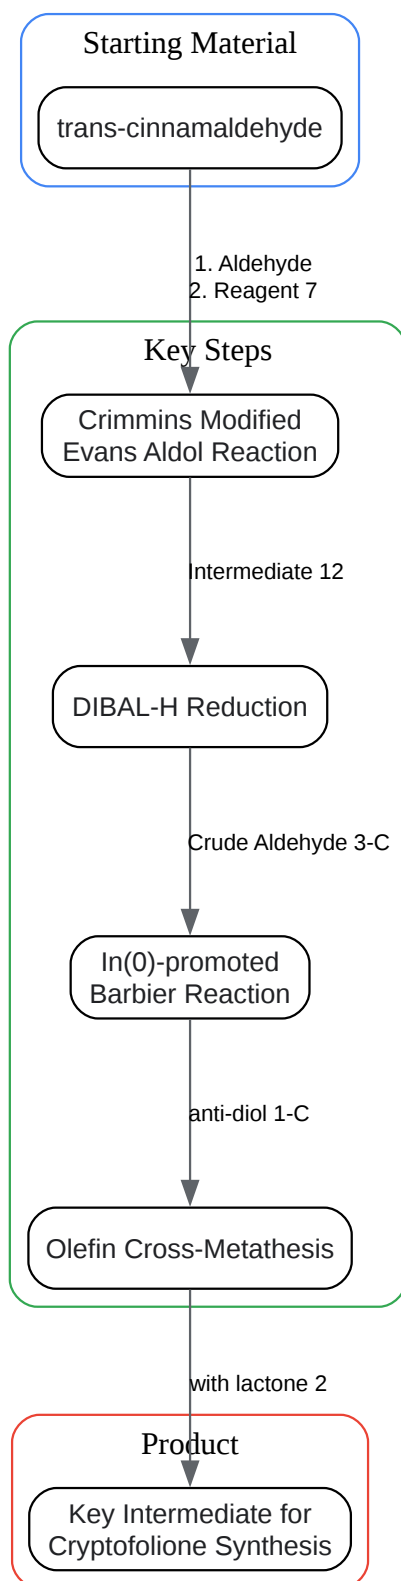 Starting Material
trans-cinnamaldehyde
1. Aldehyde
2. Reagent 7
Key Steps
Crimmins Modified
Evans Aldol Reaction
Intermediate 12
DIBAL-H Reduction
Crude Aldehyde 3-C
In(0)-promoted
Barbier Reaction
anti-diol 1-C
Olefin Cross-Metathesis
with lactone 2
Product
Key Intermediate for
Cryptofolione Synthesis